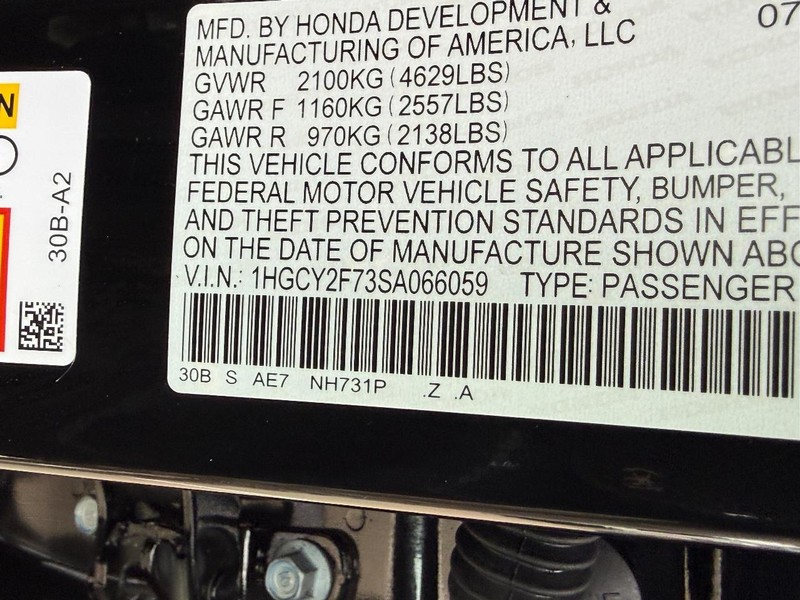 MFD. BY HONDA DEVELOPMENT &
07
MANUFACTURING OF AMERICA, LLC
GVWR 2100KG (4629LBS)
GAWR F 1160KG (2557LBS)
GAWR R 970KG (2138LBS)
THIS VEHICLE CONFORMS TO ALL APPLICABL
FEDERAL MOTOR VEHICLE SAFETY, BUMPER,
AND THEFT PREVENTION STANDARDS IN EFF
ON THE DATE OF MANUFACTURE SHOWN ABO
V.I.N.: 1HGCY2F73SA066059 TYPE: PASSENGER
30B S AE7 NH731P .Z .A
N
30B-A2